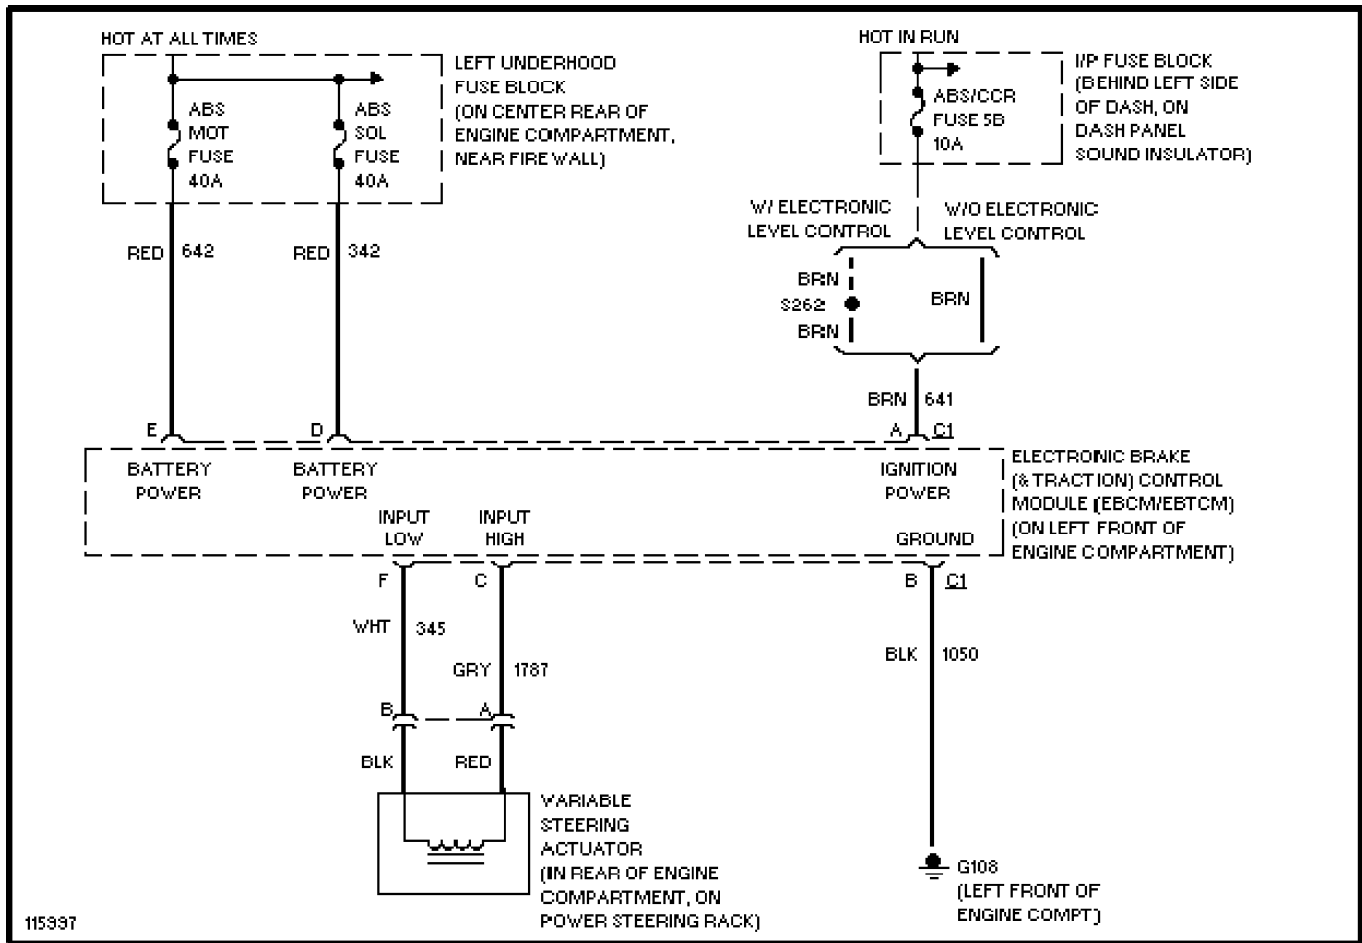 HOT AT ALL TIMES
LEFT UNDERHOOD
FUSE BLOCK
(ON CENTER REAR OF
ENGINE COMPARTMENT,
NEAR FIREWALL)
ABS
MOT
FUSE
40A
ABS
SOL
FUSE
40A
HOT IN RUN
I/P FUSE BLOCK
(BEHIND LEFT SIDE
OF DASH, ON
DASH PANEL
SOUND INSULATOR)
ABS/CCR
FUSE 5B
10A
W/ ELECTRONIC
LEVEL CONTROL
W/O ELECTRONIC
LEVEL CONTROL
RED 642
RED 342
BRN
S262
BRN
BRN
BRN 641
E
D
A C1
BATTERY
POWER
BATTERY
POWER
IGNITION
POWER
ELECTRONIC BRAKE
(& TRACTION) CONTROL
MODULE (EBCM/EBTCM)
(ON LEFT FRONT OF
ENGINE COMPARTMENT)
INPUT
LOW
INPUT
HIGH
GROUND
F
C
B C1
WHT 345
GRY 1787
BLK 1050
B
A
BLK
RED
VARIABLE
STEERING
ACTUATOR
(IN REAR OF ENGINE
COMPARTMENT, ON
POWER STEERING RACK)
G108
(LEFT FRONT OF
ENGINE COMPT)
115997